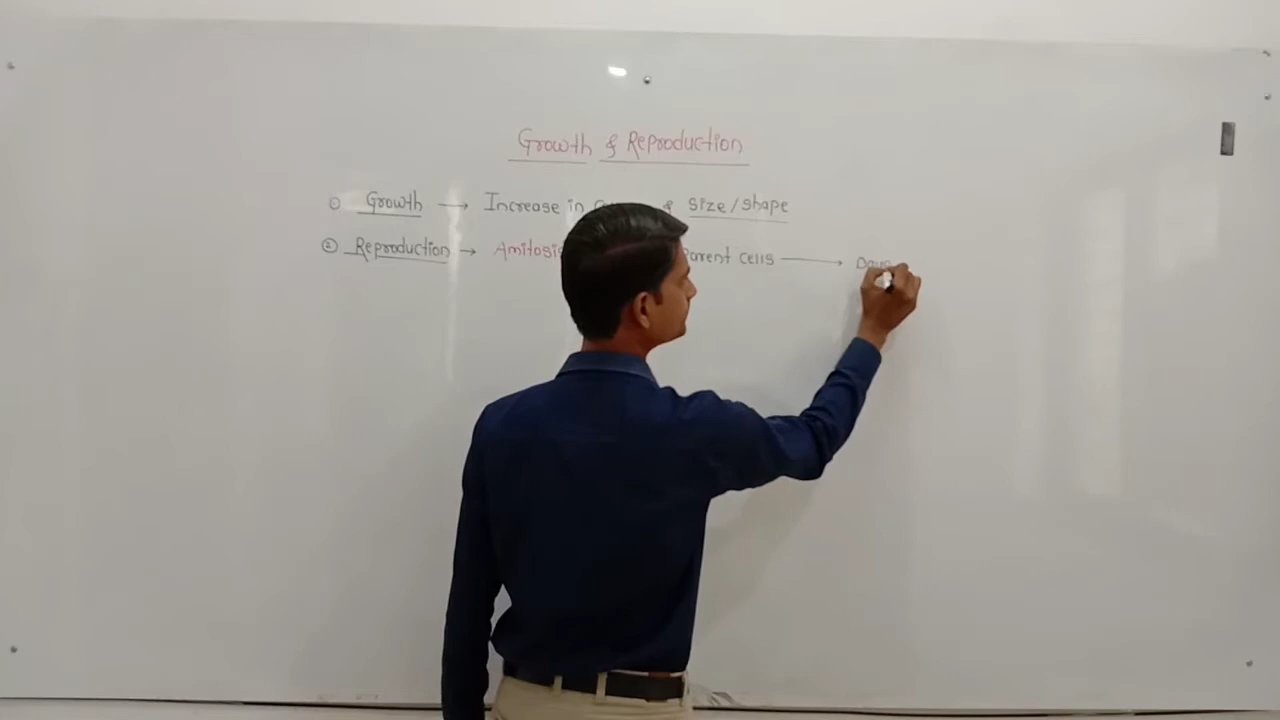 Growth & Reproduction
① Growth → Increase in & Size/shape
② Reproduction → Amitosis Parent cells →